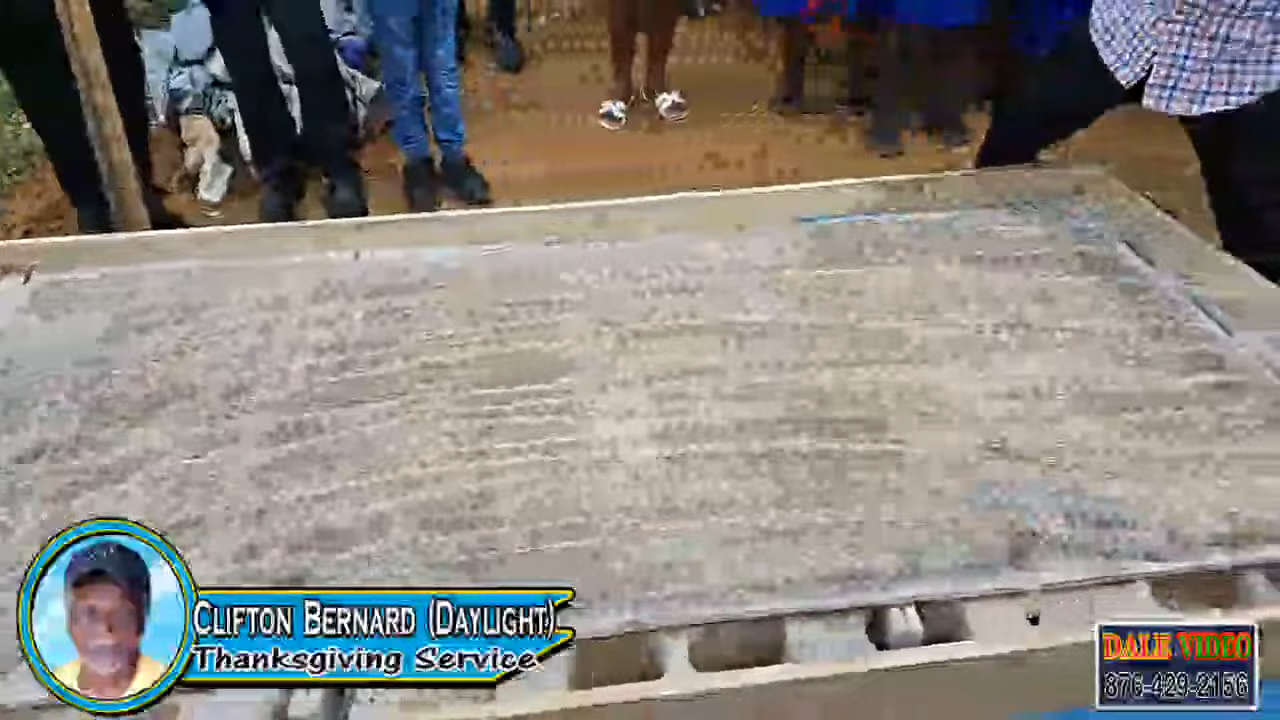 CLIFTON BERNARD (DAYLIGHT)
Thanksgiving Service
DALE VIDEO
876-429-2156